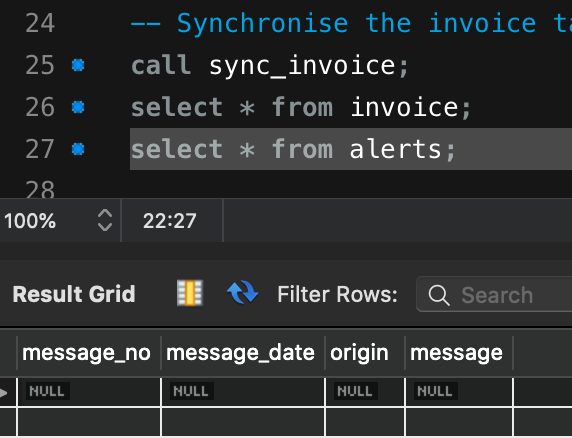 24 -- Synchronise the invoice
25 call sync_invoice;
26 select * from invoice;
27 select * from alerts;
28
100% 22:27
Result Grid Filter Rows: Search
message_no message_date origin message
NULL NULL NULL NULL